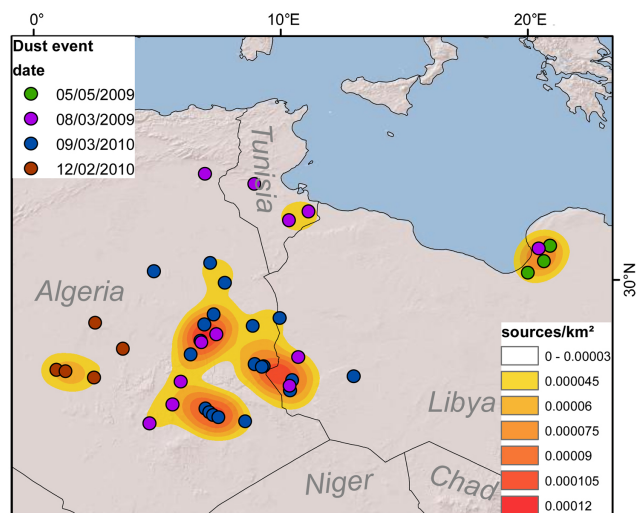 0° 10°E 20°E
Dust event
date
05/05/2009
08/03/2009
09/03/2010
12/02/2010
Tunisia
Algeria
30°N
Libya
Niger
Chad
sources/km²
0 - 0.00003
0.000045
0.00006
0.000075
0.00009
0.000105
0.00012